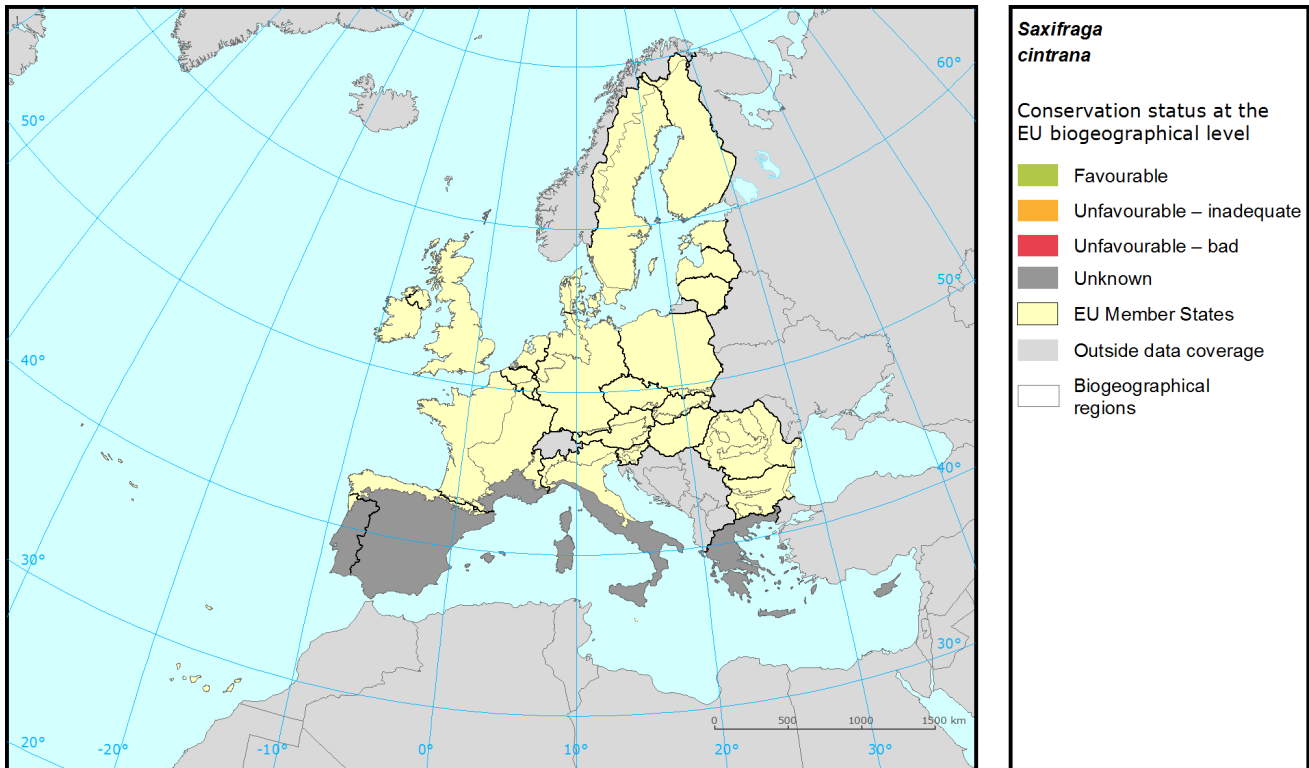 Saxifraga
cintrana
Conservation status at the
EU biogeographical level
Favourable
Unfavourable – inadequate
Unfavourable – bad
Unknown
EU Member States
Outside data coverage
Biogeographical
regions
60°
50°
50°
40°
40°
30°
30°
0 500 1000 1500 km
20° -20° -10° 0° 10° 20° 30°